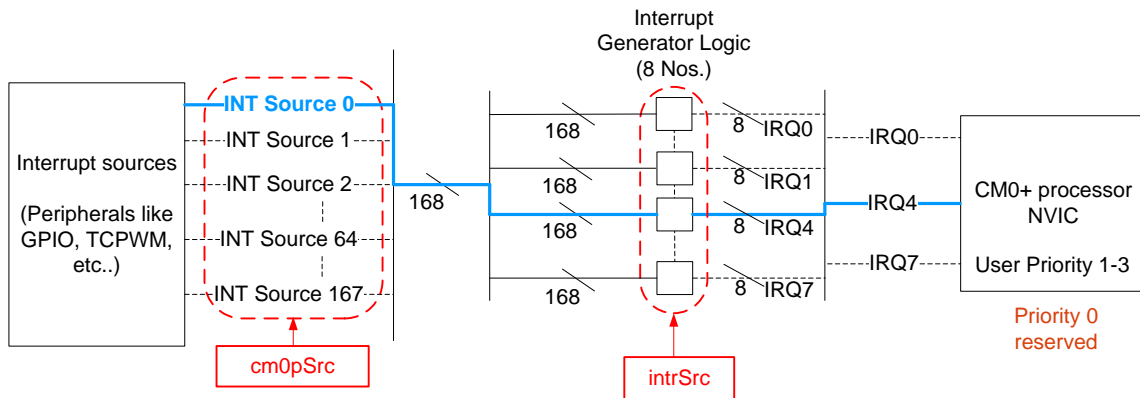 Interrupt
Generator Logic
(8 Nos.)
Interrupt sources
(Peripherals like
GPIO, TCPWM,
etc..)
INT Source 0
INT Source 1
INT Source 2
INT Source 64
INT Source 167
cm0pSrc
168
168
168
168
168
8
IRQ0
8
IRQ1
8
IRQ4
8
IRQ7
intrSrc
IRQ0
IRQ4
IRQ7
CM0+ processor
NVIC
User Priority 1-3
Priority 0
reserved